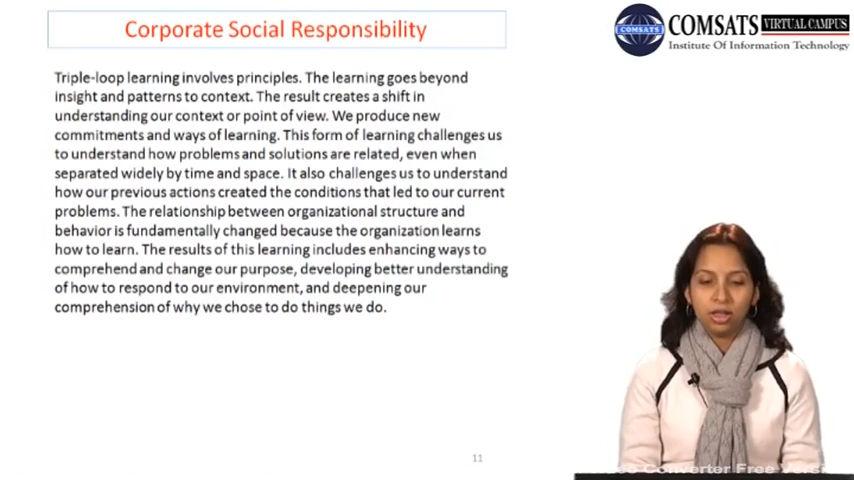 Corporate Social Responsibility
COMSATS
COMSATS VIRTUAL CAMPUS
Institute Of Information Technology
Triple-loop learning involves principles. The learning goes beyond
insight and patterns to context. The result creates a shift in
understanding our context or point of view. We produce new
commitments and ways of learning. This form of learning challenges us
to understand how problems and solutions are related, even when
separated widely by time and space. It also challenges us to understand
how our previous actions created the conditions that led to our current
problems. The relationship between organizational structure and
behavior is fundamentally changed because the organization learns
how to learn. The results of this learning includes enhancing ways to
comprehend and change our purpose, developing better understanding
of how to respond to our environment, and deepening our
comprehension of why we chose to do things we do.
11
Converter Free